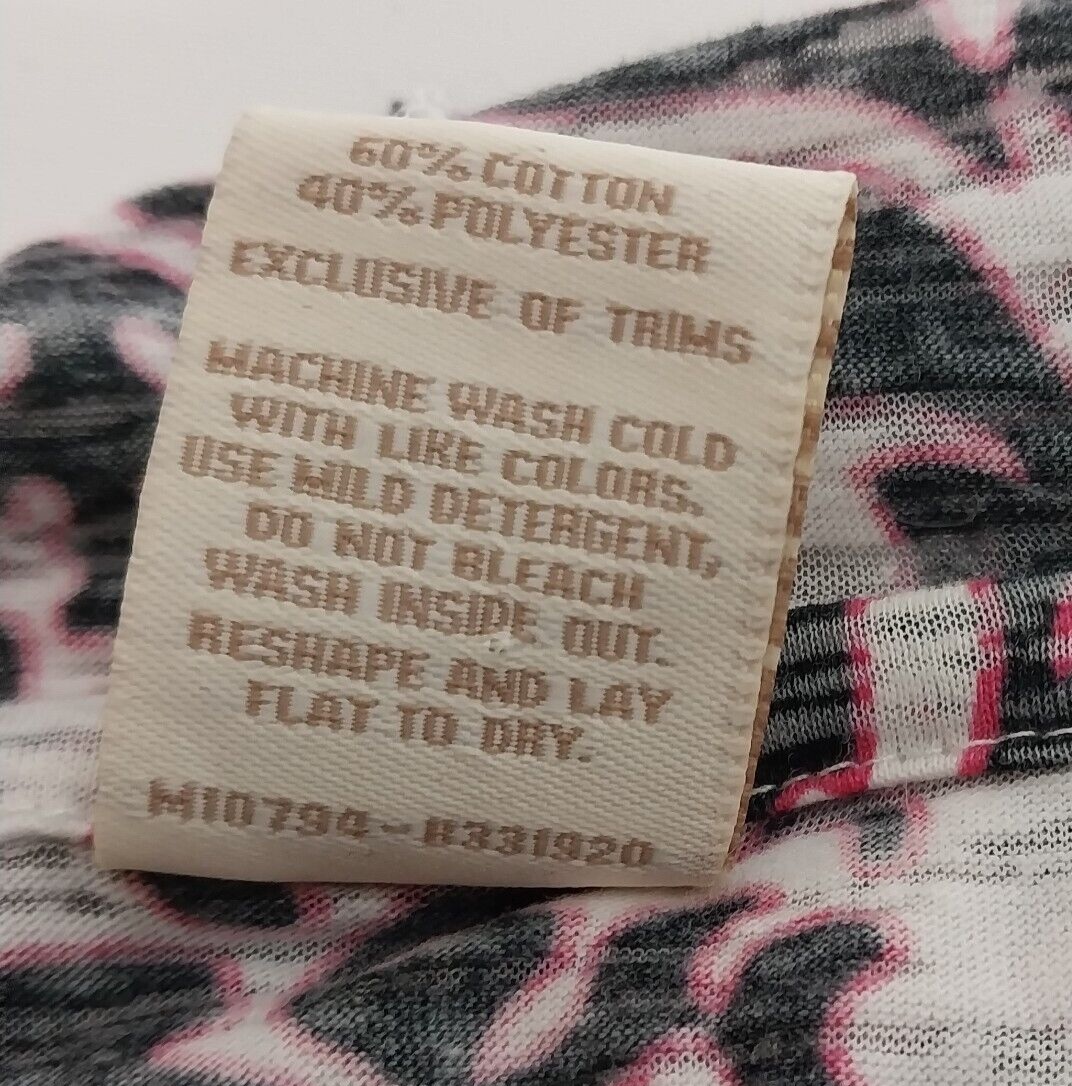 60% COTTON
40% POLYESTER
EXCLUSIVE OF TRIMS
MACHINE WASH COLD
WITH LIKE COLORS.
USE MILD DETERGENT,
DO NOT BLEACH
WASH INSIDE OUT.
RESHAPE AND LAY
FLAT TO DRY.
M10794-B331920